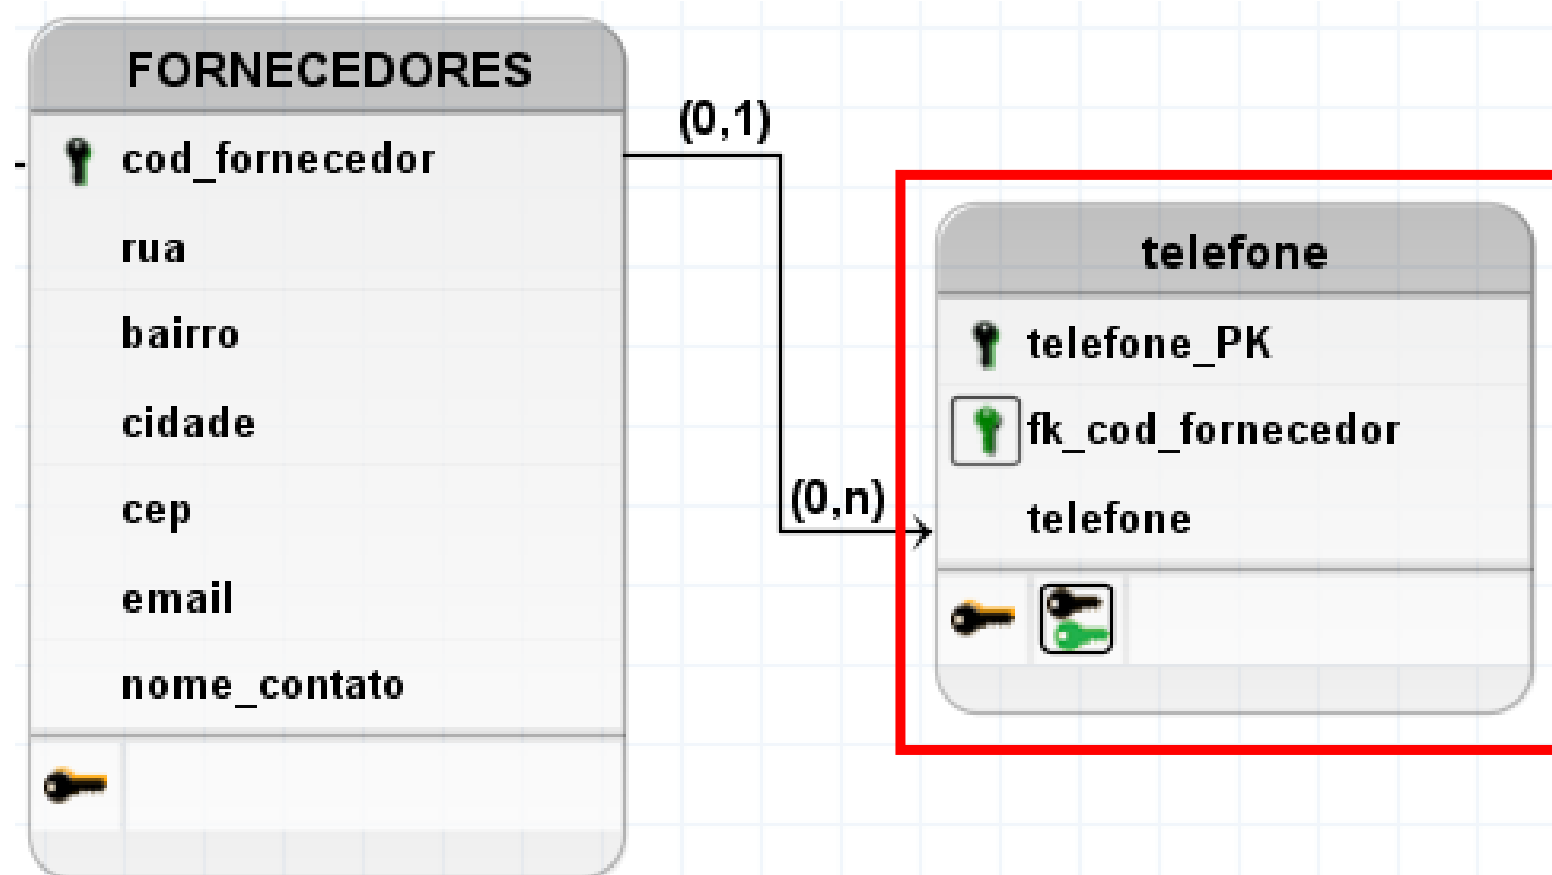 FORNECEDORES
cod_fornecedor
rua
bairro
cidade
cep
email
nome_contato
(0,1)
(0,n)
telefone
telefone_PK
fk_cod_fornecedor
telefone